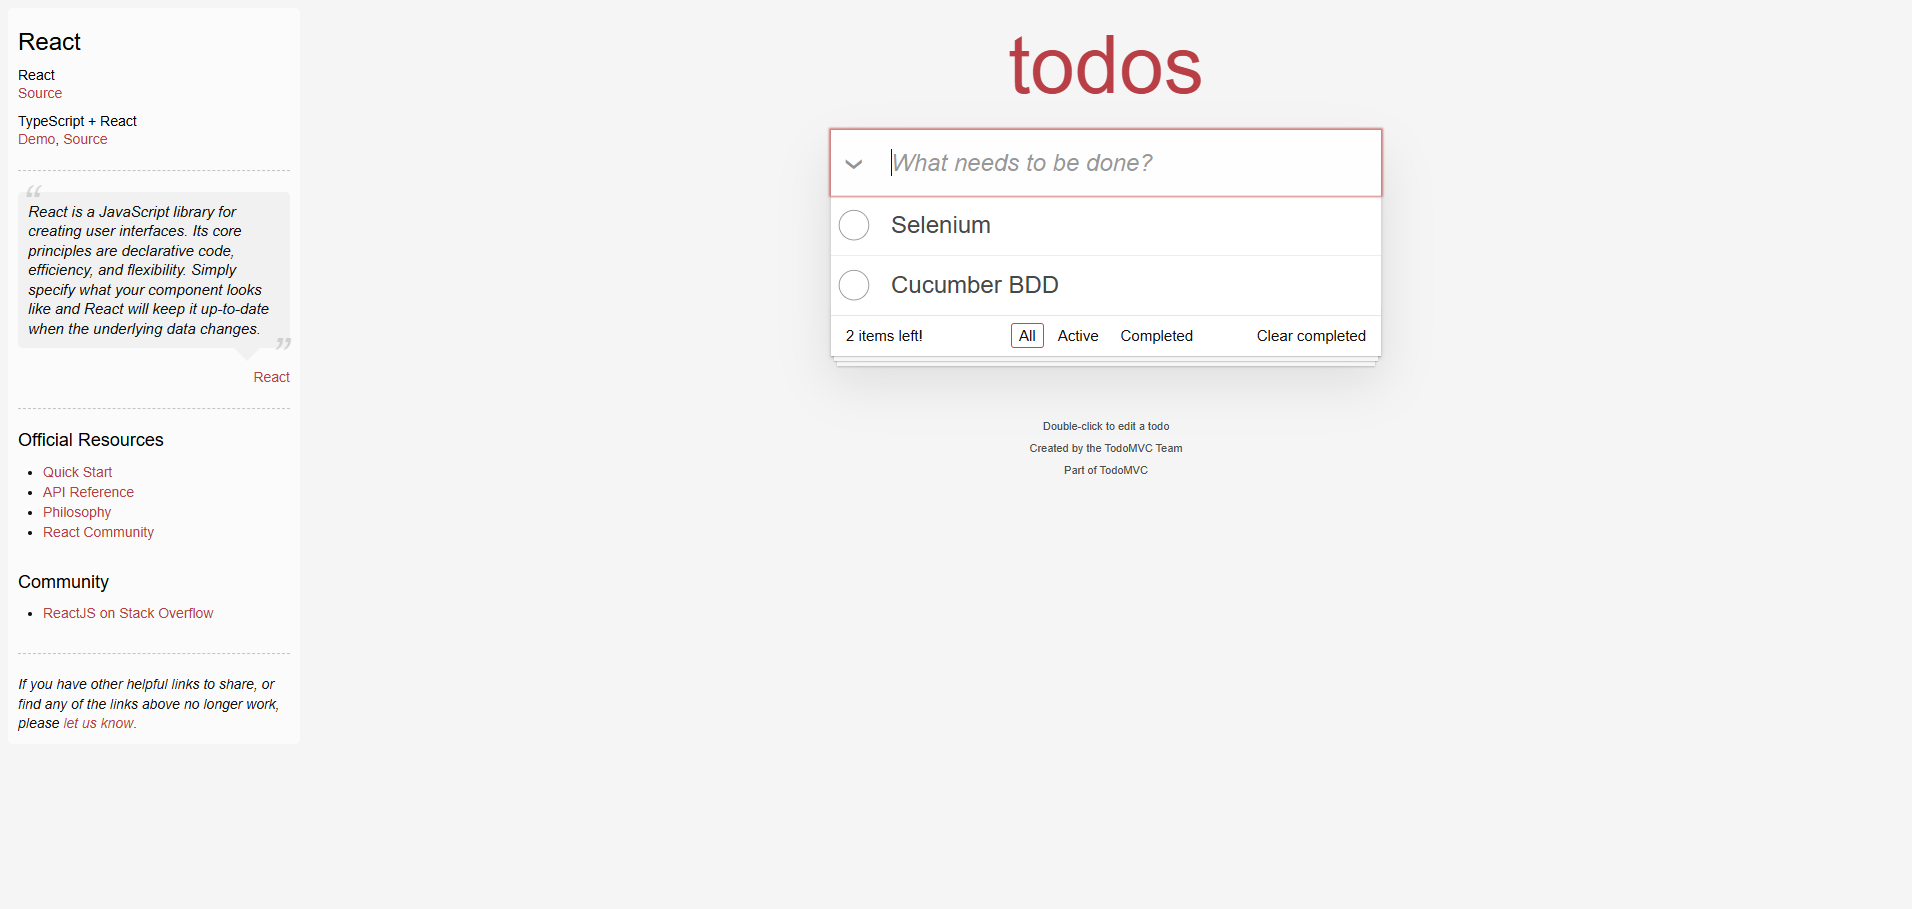 React
React
Source
TypeScript + React
Demo, Source
“
React is a JavaScript library for
creating user interfaces. Its core
principles are declarative code,
efficiency, and flexibility. Simply
specify what your component looks
like and React will keep it up-to-date
when the underlying data changes.
”
React
Official Resources
• Quick Start
• API Reference
• Philosophy
• React Community
Community
• ReactJS on Stack Overflow
If you have other helpful links to share, or
find any of the links above no longer work,
please let us know.
todos
What needs to be done?
Selenium
Cucumber BDD
2 items left! All Active Completed Clear completed
Double-click to edit a todo
Created by the TodoMVC Team
Part of TodoMVC